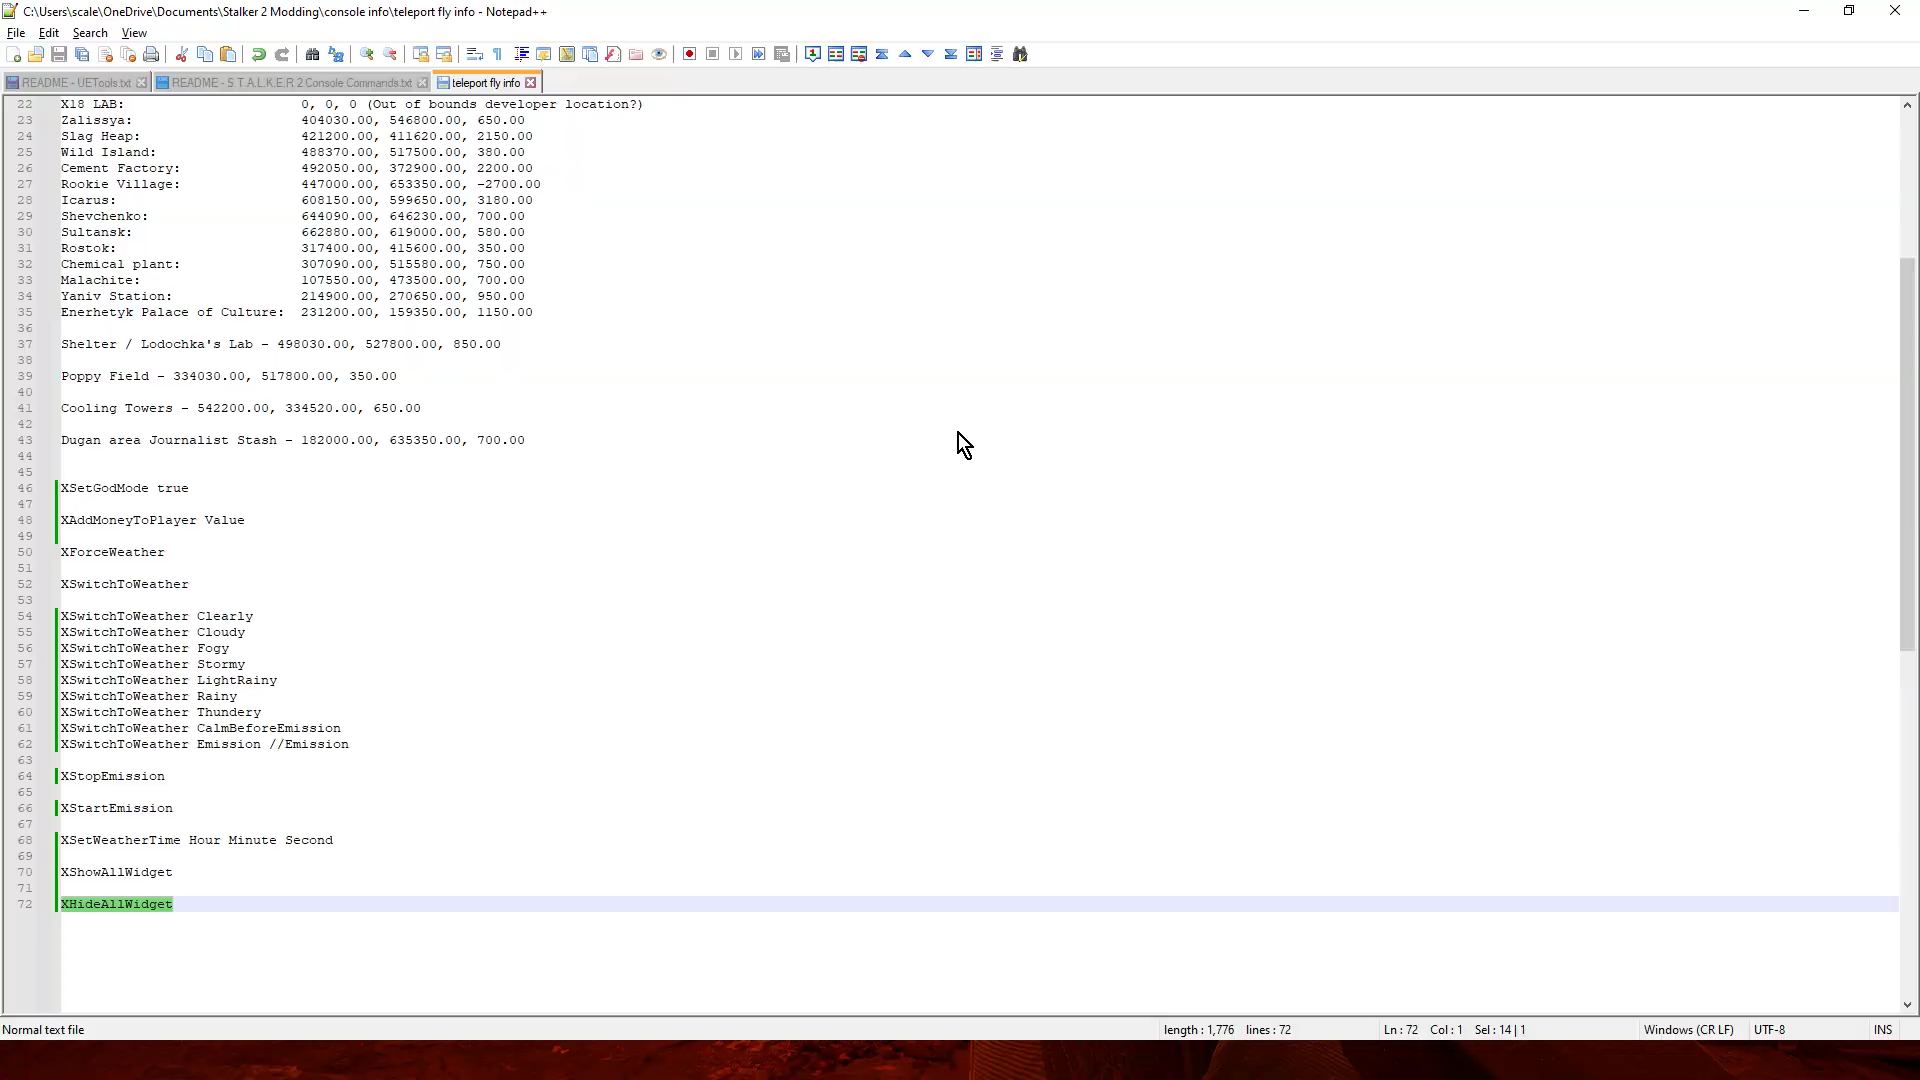 C:\Users\scale\OneDrive\Documents\Stalker 2 Modding\console info\teleport fly info - Notepad++
File Edit Search View
README - UETools.txt README - S.T.A.L.K.E.R.2 Console Commands.txt teleport fly info
22 X18 LAB: 0, 0, 0 (Out of bounds developer location?)
23 Zalissya: 404030.00, 546800.00, 650.00
24 Slag Heap: 421200.00, 411620.00, 2150.00
25 Wild Island: 488370.00, 517500.00, 380.00
26 Cement Factory: 492050.00, 372900.00, 2200.00
27 Rookie Village: 447000.00, 653350.00, -2700.00
28 Icarus: 608150.00, 599650.00, 3180.00
29 Shevchenko: 644090.00, 646230.00, 700.00
30 Sultansk: 662880.00, 619000.00, 580.00
31 Rostok: 317400.00, 415600.00, 350.00
32 Chemical plant: 307090.00, 515580.00, 750.00
33 Malachite: 107550.00, 473500.00, 700.00
34 Yaniv Station: 214900.00, 270650.00, 950.00
35 Enerhetyk Palace of Culture: 231200.00, 159350.00, 1150.00
36
37 Shelter / Lodochka's Lab - 498030.00, 527800.00, 850.00
38
39 Poppy Field - 334030.00, 517800.00, 350.00
40
41 Cooling Towers - 542200.00, 334520.00, 650.00
42
43 Dugan area Journalist Stash - 182000.00, 635350.00, 700.00
44
45
46 XSetGodMode true
47
48 XAddMoneyToPlayer Value
49
50 XForceWeather
51
52 XSwitchToWeather
53
54 XSwitchToWeather Clearly
55 XSwitchToWeather Cloudy
56 XSwitchToWeather Fogy
57 XSwitchToWeather Stormy
58 XSwitchToWeather LightRainy
59 XSwitchToWeather Rainy
60 XSwitchToWeather Thundery
61 XSwitchToWeather CalmBeforeEmission
62 XSwitchToWeather Emission //Emission
63
64 XStopEmission
65
66 XStartEmission
67
68 XSetWeatherTime Hour Minute Second
69
70 XShowAllWidget
71
72 XHideAllWidget
Normal text file length : 1,776 lines : 72 Ln : 72 Col : 1 Sel : 14 | 1 Windows (CR LF) UTF-8 INS